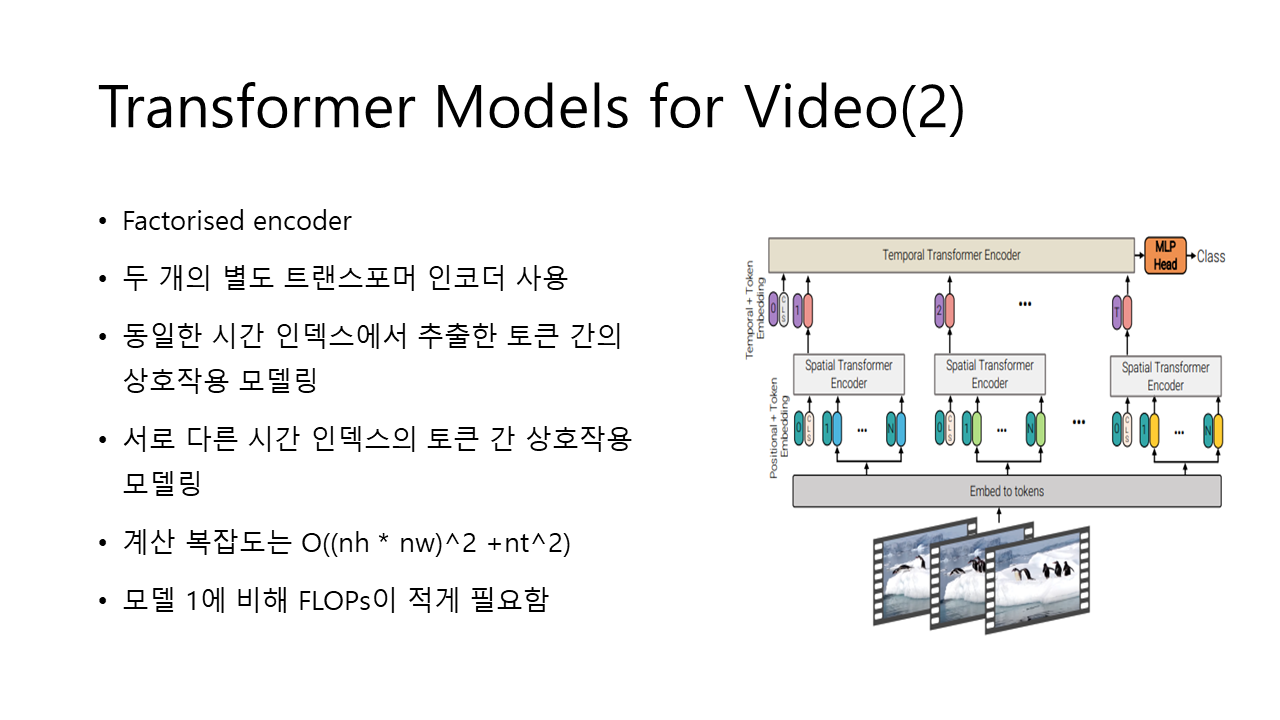 Transformer Models for Video(2)
• Factorised encoder
• 두 개의 별도 트랜스포머 인코더 사용
• 동일한 시간 인덱스에서 추출한 토큰 간의
상호작용 모델링
• 서로 다른 시간 인덱스의 토큰 간 상호작용
모델링
• 계산 복잡도는 O((nh * nw)^2 +nt^2)
• 모델 1에 비해 FLOPs이 적게 필요함
Temporal Transformer Encoder
MLP
Head
Class
Temporal + Token
Embedding
0 CLS 1 2 ... T
Spatial Transformer
Encoder
Spatial Transformer
Encoder
Spatial Transformer
Encoder
Positional + Token
Embedding
0 CLS 1 ... N
0 CLS 1 ... N
...
0 CLS 1 ... N
Embed to tokens